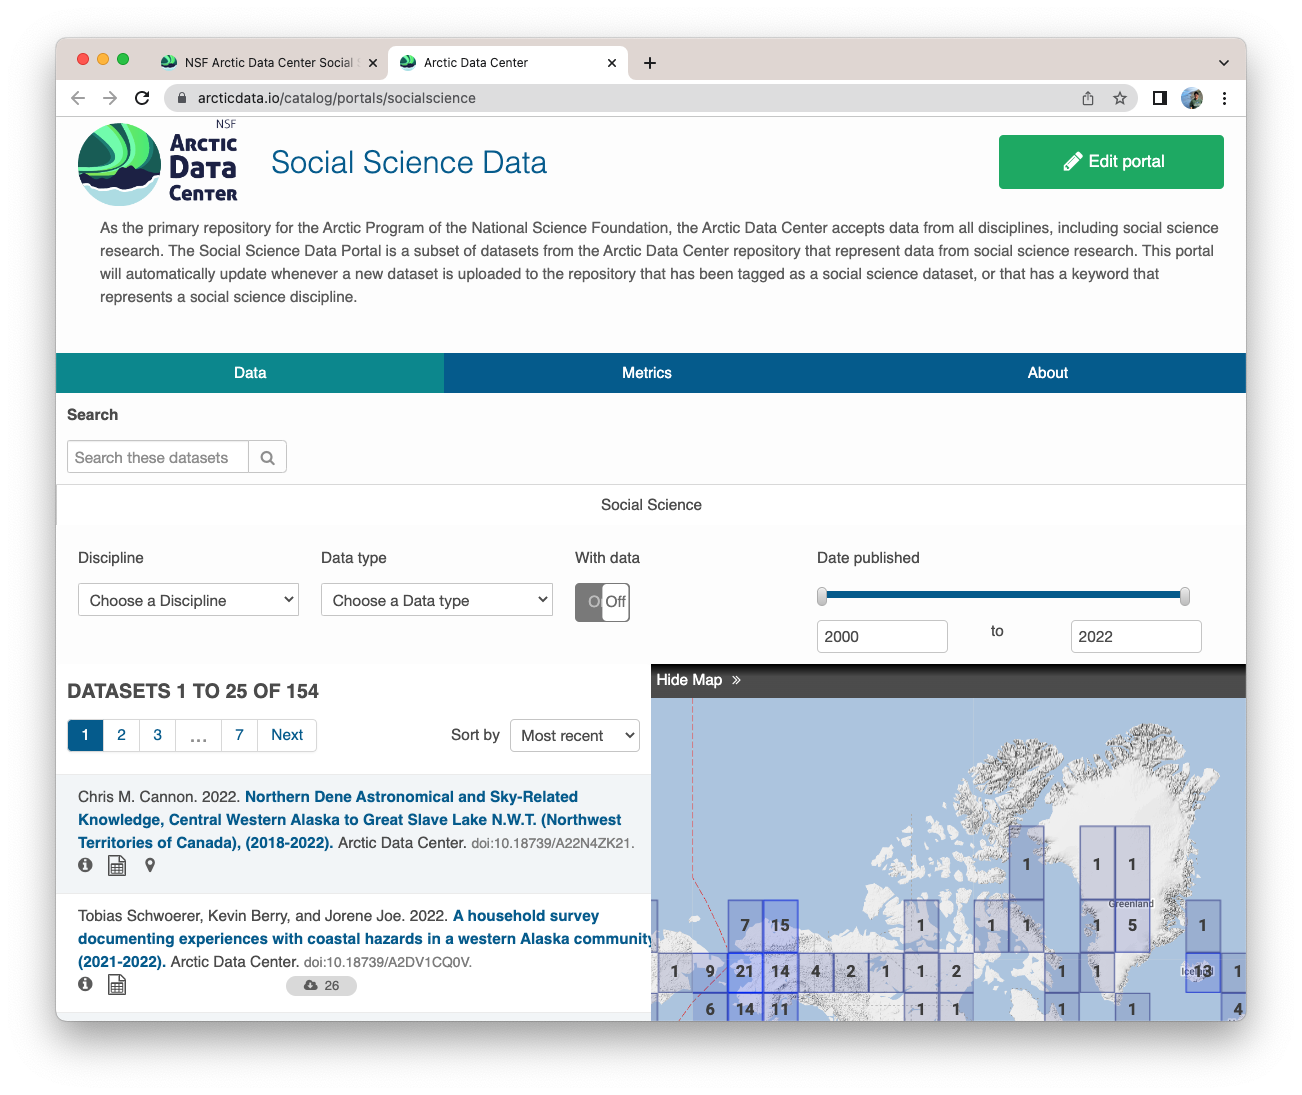 NSF Arctic Data Center Social
Arctic Data Center
arcticdata.io/catalog/portals/socialscience
NSF
ARCTIC
DATA
CENTER
Social Science Data
Edit portal
As the primary repository for the Arctic Program of the National Science Foundation, the Arctic Data Center accepts data from all disciplines, including social science
research. The Social Science Data Portal is a subset of datasets from the Arctic Data Center repository that represent data from social science research. This portal
will automatically update whenever a new dataset is uploaded to the repository that has been tagged as a social science dataset, or that has a keyword that
represents a social science discipline.
Data Metrics About
Search
Search these datasets
Social Science
Discipline Data type With data Date published
Choose a Discipline Choose a Data type Off
2000 to 2022
DATASETS 1 TO 25 OF 154
Hide Map »
1 2 3 ... 7 Next
Sort by Most recent
Chris M. Cannon. 2022. Northern Dene Astronomical and Sky-Related
Knowledge, Central Western Alaska to Great Slave Lake N.W.T. (Northwest
Territories of Canada), (2018-2022). Arctic Data Center. doi:10.18739/A22N4ZK21.
Tobias Schwoerer, Kevin Berry, and Jorene Joe. 2022. A household survey
documenting experiences with coastal hazards in a western Alaska community
(2021-2022). Arctic Data Center. doi:10.18739/A2DV1CQ0V.
26
1 1 1
Greenland
7 15 1 1 1 1 5 1
1 9 21 14 4 2 1 1 2 1 1 13 1
6 14 11 1 1 1 1 4